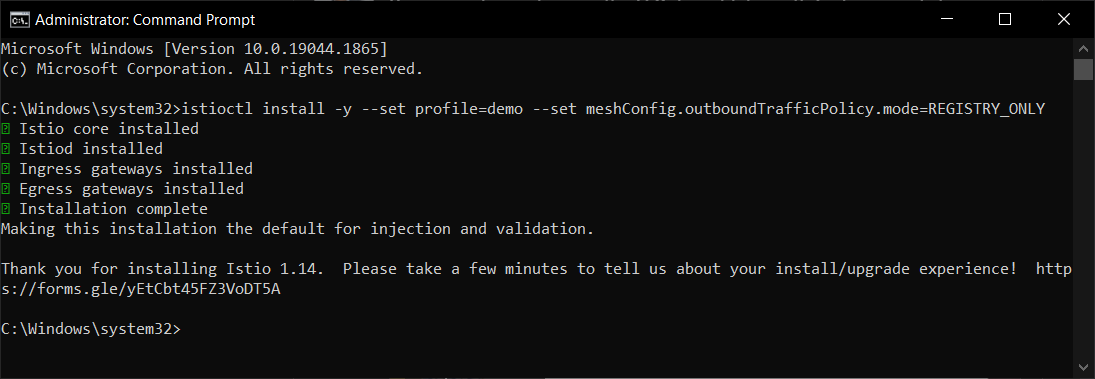 Administrator: Command Prompt
Microsoft Windows [Version 10.0.19044.1865]
(c) Microsoft Corporation. All rights reserved.
C:\Windows\system32>istioctl install -y --set profile=demo --set meshConfig.outboundTrafficPolicy.mode=REGISTRY_ONLY
Istio core installed
Istiod installed
Ingress gateways installed
Egress gateways installed
Installation complete
Making this installation the default for injection and validation.
Thank you for installing Istio 1.14.  Please take a few minutes to tell us about your install/upgrade experience!  http
s://forms.gle/yEtCbt45FZ3VoDT5A
C:\Windows\system32>